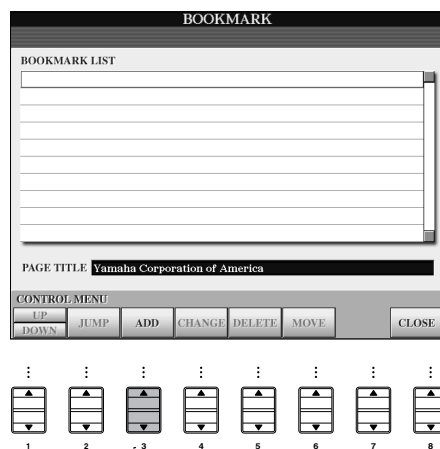 BOOKMARK
BOOKMARK LIST
PAGE TITLE Yamaha Corporation of America
CONTROL MENU
UP
DOWN
JUMP ADD CHANGE DELETE MOVE CLOSE
1 2 3 4 5 6 7 8